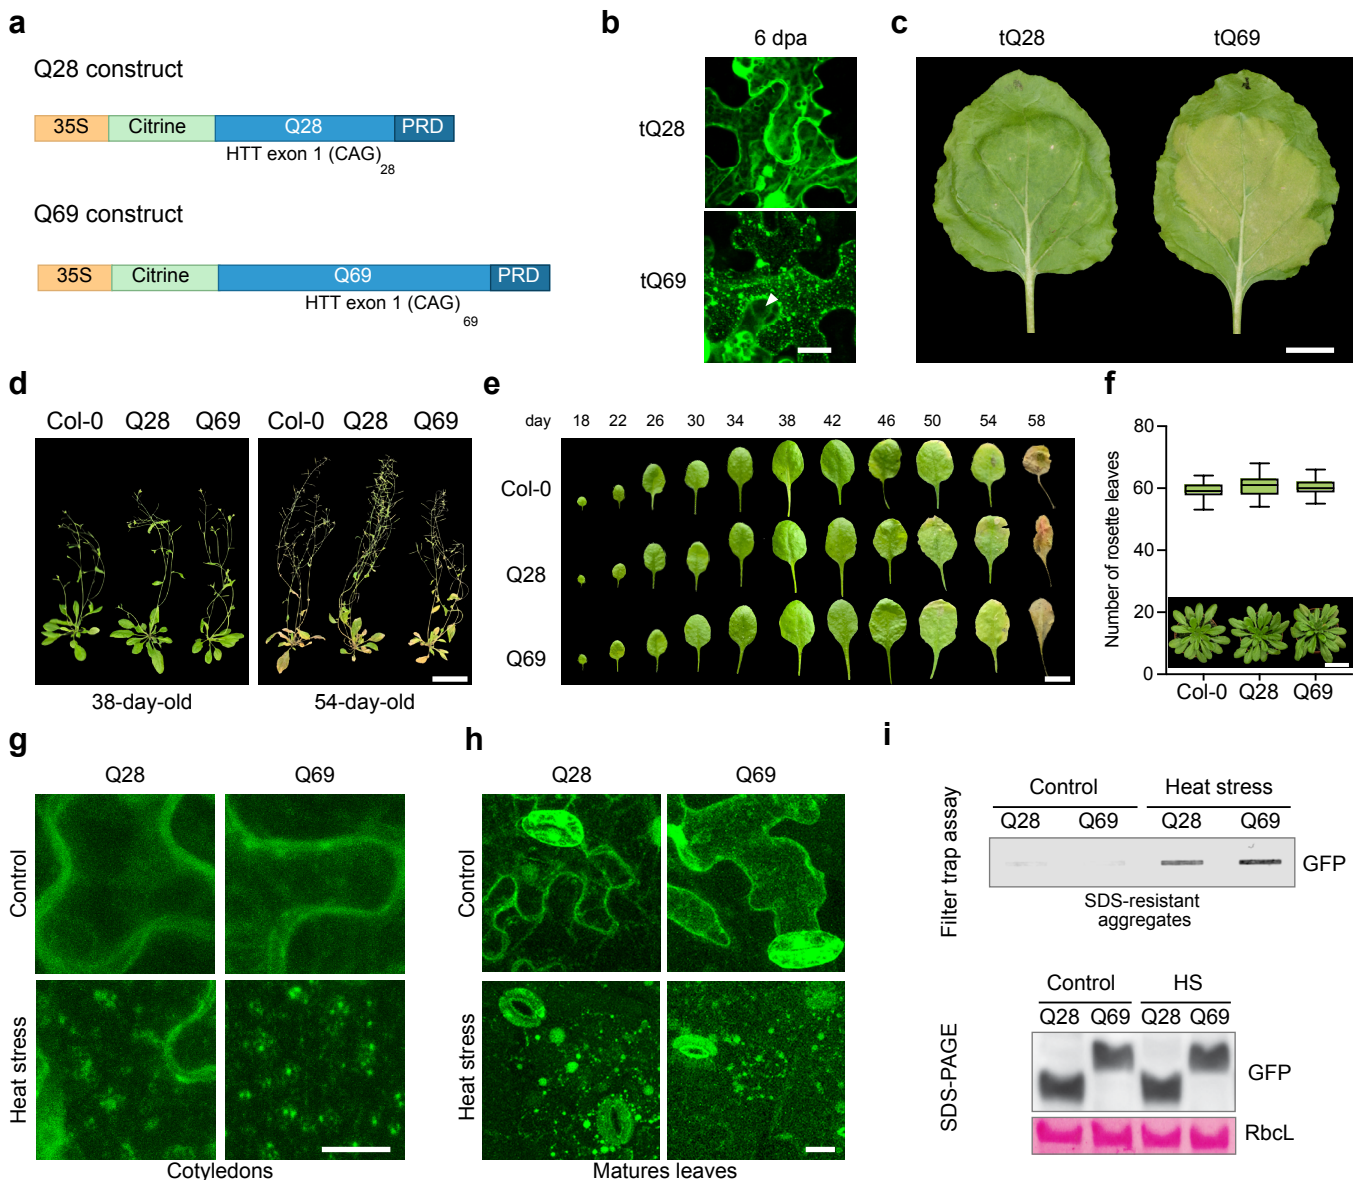 a
Q28 construct
35S Citrine Q28 PRD
HTT exon 1 (CAG)28
Q69 construct
35S Citrine Q69 PRD
HTT exon 1 (CAG)69
b
6 dpa
tQ28
tQ69
c
tQ28 tQ69
d
Col-0 Q28 Q69 Col-0 Q28 Q69
38-day-old 54-day-old
e
day 18 22 26 30 34 38 42 46 50 54 58
Col-0
Q28
Q69
f
Number of rosette leaves
80
60
40
20
0
Col-0 Q28 Q69
g
Q28 Q69
Control
Heat stress
Cotyledons
h
Q28 Q69
Control
Heat stress
Matures leaves
i
Filter trap assay
Control Heat stress
Q28 Q69 Q28 Q69
GFP
SDS-resistant
aggregates
SDS-PAGE
Control HS
Q28 Q69 Q28 Q69
GFP
RbcL